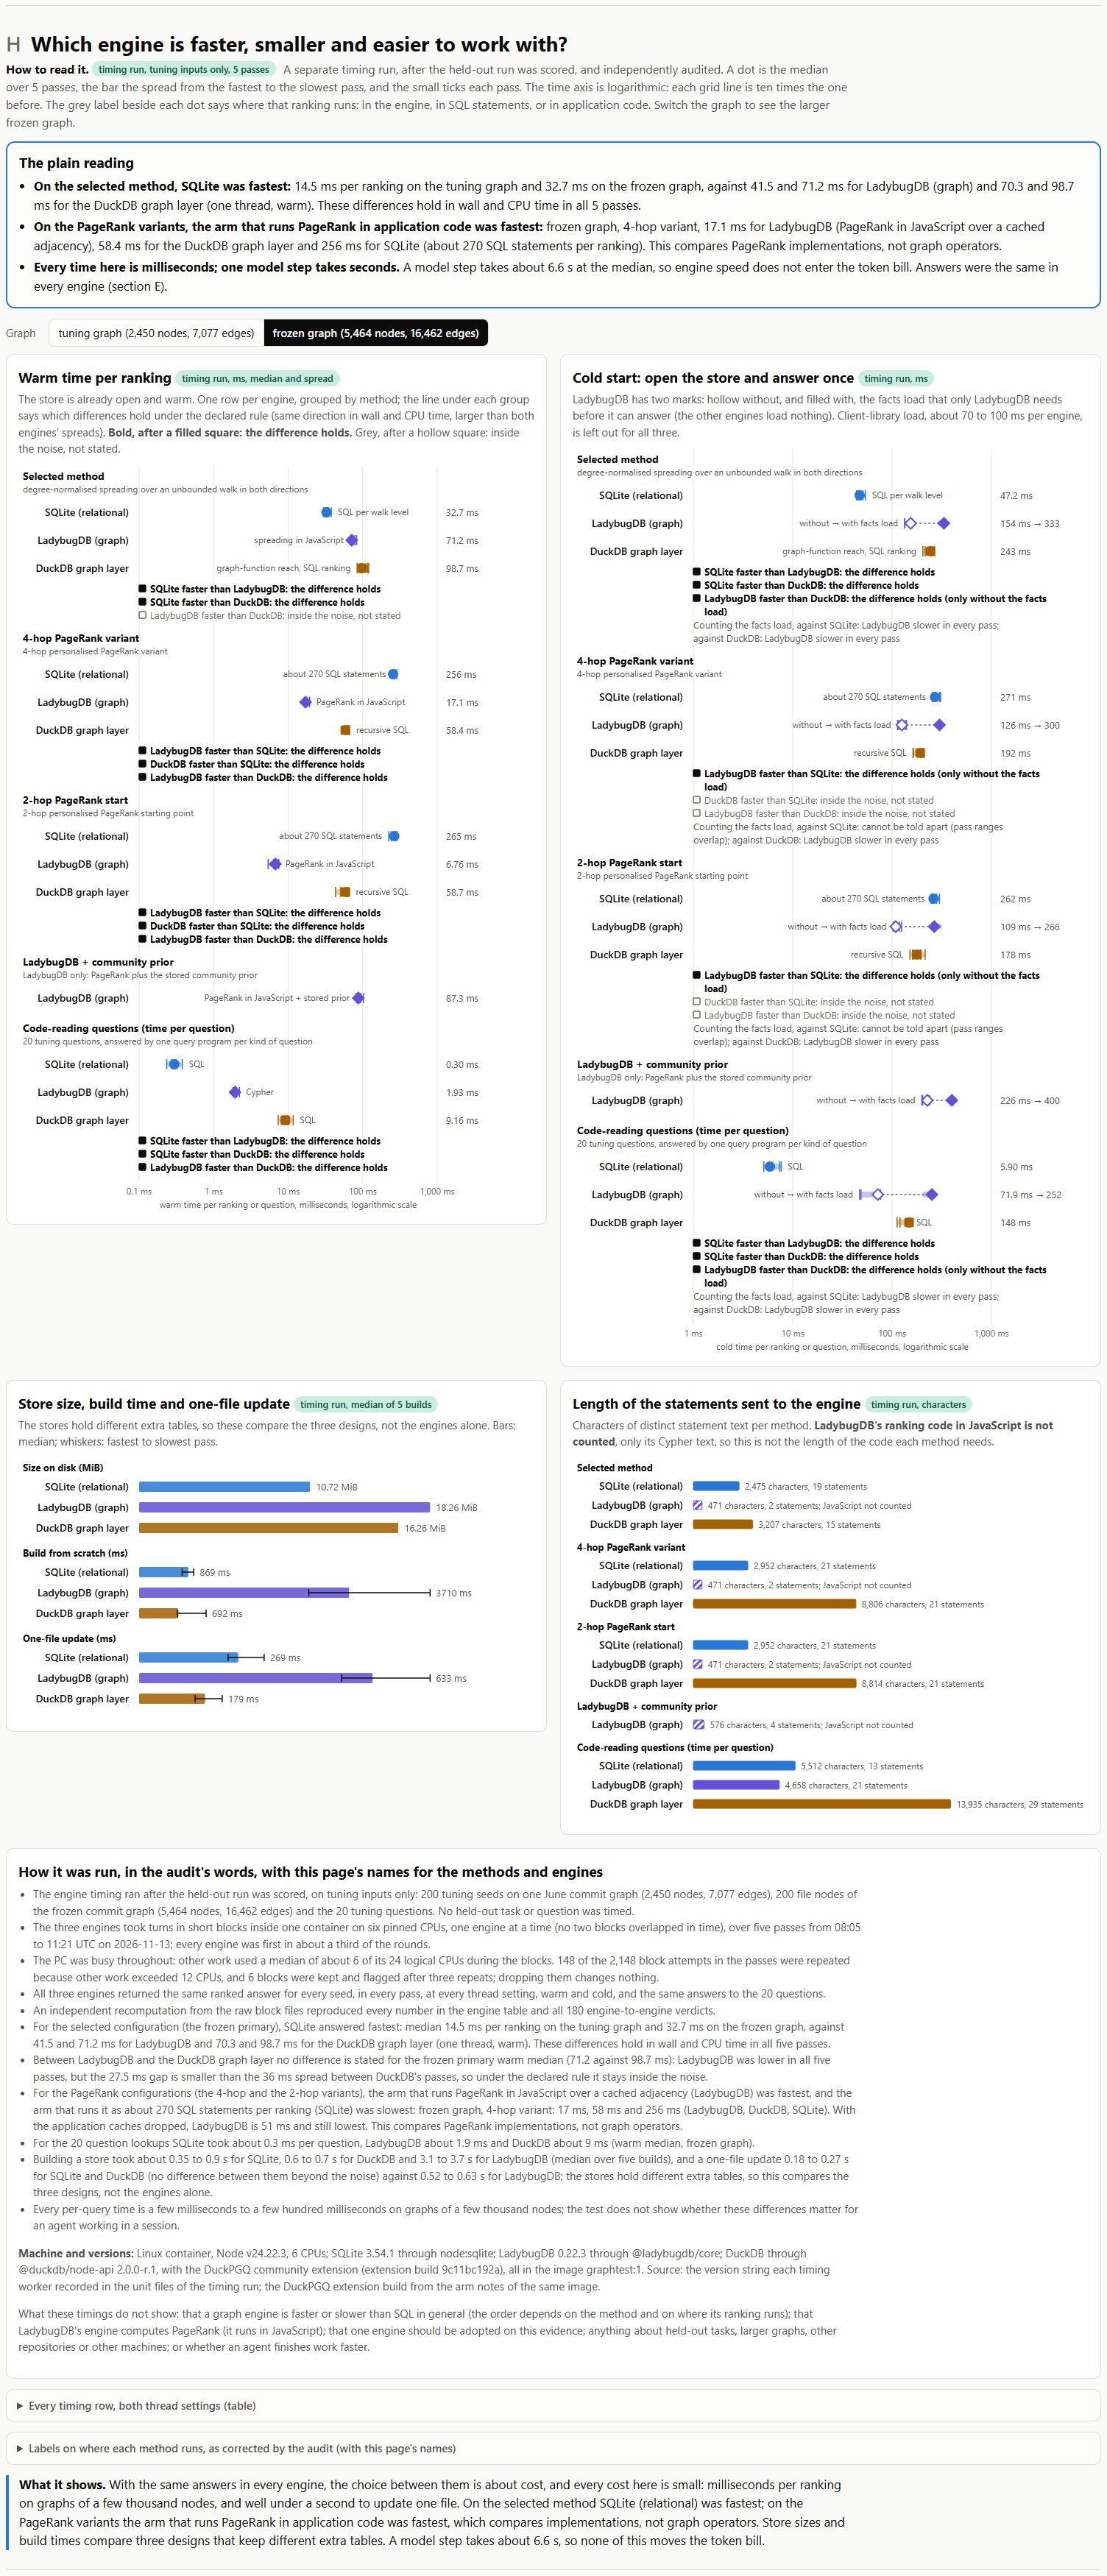 H Which engine is faster, smaller and easier to work with?
How to read it. timing run, tuning inputs only, 5 passes A separate timing run, after the held-out run was scored, and independently audited. A dot is the median
over 5 passes, the bar the spread from the fastest to the slowest pass, and the small ticks each pass. The time axis is logarithmic: each grid line is ten times the one
before. The grey label beside each dot says where that ranking runs: in the engine, in SQL statements, or in application code. Switch the graph to see the larger
frozen graph.
The plain reading
• On the selected method, SQLite was fastest: 14.5 ms per ranking on the tuning graph and 32.7 ms on the frozen graph, against 41.5 and 71.2 ms for LadybugDB (graph) and 70.3 and 98.7
ms for the DuckDB graph layer (one thread, warm). These differences hold in wall and CPU time in all 5 passes.
• On the PageRank variants, the arm that runs PageRank in application code was fastest: frozen graph, 4-hop variant, 17.1 ms for LadybugDB (PageRank in JavaScript over a cached
adjacency), 58.4 ms for the DuckDB graph layer and 256 ms for SQLite (about 270 SQL statements per ranking). This compares PageRank implementations, not graph operators.
• Every time here is milliseconds; one model step takes seconds. A model step takes about 6.6 s at the median, so engine speed does not enter the token bill. Answers were the same in
every engine (section E).
Graph tuning graph (2,450 nodes, 7,077 edges) frozen graph (5,464 nodes, 16,462 edges)
Warm time per ranking timing run, ms, median and spread
The store is already open and warm. One row per engine, grouped by method; the line under each group
says which differences hold under the declared rule (same direction in wall and CPU time, larger than both
engines' spreads). Bold, after a filled square: the difference holds. Grey, after a hollow square: inside
the noise, not stated.
Selected method
degree-normalised spreading over an unbounded walk in both directions
SQLite (relational) SQL per walk level 32.7 ms
LadybugDB (graph) spreading in JavaScript 71.2 ms
DuckDB graph layer graph-function reach, SQL ranking 98.7 ms
SQLite faster than LadybugDB: the difference holds
SQLite faster than DuckDB: the difference holds
LadybugDB faster than DuckDB: inside the noise, not stated
4-hop PageRank variant
4-hop personalised PageRank variant
SQLite (relational) about 270 SQL statements 256 ms
LadybugDB (graph) PageRank in JavaScript 17.1 ms
DuckDB graph layer recursive SQL 58.4 ms
LadybugDB faster than SQLite: the difference holds
DuckDB faster than SQLite: the difference holds
LadybugDB faster than DuckDB: the difference holds
2-hop PageRank start
2-hop personalised PageRank starting point
SQLite (relational) about 270 SQL statements 265 ms
LadybugDB (graph) PageRank in JavaScript 6.76 ms
DuckDB graph layer recursive SQL 58.7 ms
LadybugDB faster than SQLite: the difference holds
DuckDB faster than SQLite: the difference holds
LadybugDB faster than DuckDB: the difference holds
LadybugDB + community prior
LadybugDB only: PageRank plus the stored community prior
LadybugDB (graph) PageRank in JavaScript + stored prior 87.3 ms
Code-reading questions (time per question)
20 tuning questions, answered by one query program per kind of question
SQLite (relational) SQL 0.30 ms
LadybugDB (graph) Cypher 1.93 ms
DuckDB graph layer SQL 9.16 ms
SQLite faster than LadybugDB: the difference holds
SQLite faster than DuckDB: the difference holds
LadybugDB faster than DuckDB: the difference holds
0.1 ms 1 ms 10 ms 100 ms 1,000 ms
warm time per ranking or question, milliseconds, logarithmic scale
Cold start: open the store and answer once timing run, ms
LadybugDB has two marks: hollow without, and filled with, the facts load that only LadybugDB needs
before it can answer (the other engines load nothing). Client-library load, about 70 to 100 ms per engine,
is left out for all three.
Selected method
degree-normalised spreading over an unbounded walk in both directions
SQLite (relational) SQL per walk level 47.2 ms
LadybugDB (graph) without → with facts load 154 ms → 333
DuckDB graph layer graph-function reach, SQL ranking 243 ms
SQLite faster than LadybugDB: the difference holds
SQLite faster than DuckDB: the difference holds
LadybugDB faster than DuckDB: the difference holds (only without the facts
load)
Counting the facts load, against SQLite: LadybugDB slower in every pass;
against DuckDB: LadybugDB slower in every pass
4-hop PageRank variant
4-hop personalised PageRank variant
SQLite (relational) about 270 SQL statements 271 ms
LadybugDB (graph) without → with facts load 126 ms → 300
DuckDB graph layer recursive SQL 192 ms
LadybugDB faster than SQLite: the difference holds (only without the facts
load)
DuckDB faster than SQLite: inside the noise, not stated
LadybugDB faster than DuckDB: inside the noise, not stated
Counting the facts load, against SQLite: cannot be told apart (pass ranges
overlap); against DuckDB: LadybugDB slower in every pass
2-hop PageRank start
2-hop personalised PageRank starting point
SQLite (relational) about 270 SQL statements 262 ms
LadybugDB (graph) without → with facts load 109 ms → 266
DuckDB graph layer recursive SQL 178 ms
LadybugDB faster than SQLite: the difference holds (only without the facts
load)
DuckDB faster than SQLite: inside the noise, not stated
LadybugDB faster than DuckDB: inside the noise, not stated
Counting the facts load, against SQLite: cannot be told apart (pass ranges
overlap); against DuckDB: LadybugDB slower in every pass
LadybugDB + community prior
LadybugDB only: PageRank plus the stored community prior
LadybugDB (graph) without → with facts load 226 ms → 400
Code-reading questions (time per question)
20 tuning questions, answered by one query program per kind of question
SQLite (relational) SQL 5.90 ms
LadybugDB (graph) without → with facts load 71.9 ms → 252
DuckDB graph layer SQL 148 ms
SQLite faster than LadybugDB: the difference holds
SQLite faster than DuckDB: the difference holds
LadybugDB faster than DuckDB: the difference holds (only without the facts
load)
Counting the facts load, against SQLite: LadybugDB slower in every pass;
against DuckDB: LadybugDB slower in every pass
1 ms 10 ms 100 ms 1,000 ms
cold time per ranking or question, milliseconds, logarithmic scale
Store size, build time and one-file update timing run, median of 5 builds
The stores hold different extra tables, so these compare the three designs, not the engines alone. Bars:
median; whiskers: fastest to slowest pass.
Size on disk (MiB)
SQLite (relational) 10.72 MiB
LadybugDB (graph) 18.26 MiB
DuckDB graph layer 16.26 MiB
Build from scratch (ms)
SQLite (relational) 869 ms
LadybugDB (graph) 3710 ms
DuckDB graph layer 692 ms
One-file update (ms)
SQLite (relational) 269 ms
LadybugDB (graph) 633 ms
DuckDB graph layer 179 ms
Length of the statements sent to the engine timing run, characters
Characters of distinct statement text per method. LadybugDB's ranking code in JavaScript is not
counted, only its Cypher text, so this is not the length of the code each method needs.
Selected method
SQLite (relational) 2,475 characters, 19 statements
LadybugDB (graph) 471 characters, 2 statements; JavaScript not counted
DuckDB graph layer 3,207 characters, 15 statements
4-hop PageRank variant
SQLite (relational) 2,952 characters, 21 statements
LadybugDB (graph) 471 characters, 2 statements; JavaScript not counted
DuckDB graph layer 8,806 characters, 21 statements
2-hop PageRank start
SQLite (relational) 2,952 characters, 21 statements
LadybugDB (graph) 471 characters, 2 statements; JavaScript not counted
DuckDB graph layer 8,814 characters, 21 statements
LadybugDB + community prior
LadybugDB (graph) 576 characters, 4 statements; JavaScript not counted
Code-reading questions (time per question)
SQLite (relational) 5,512 characters, 13 statements
LadybugDB (graph) 4,658 characters, 21 statements
DuckDB graph layer 13,935 characters, 29 statements
How it was run, in the audit's words, with this page's names for the methods and engines
• The engine timing ran after the held-out run was scored, on tuning inputs only: 200 tuning seeds on one June commit graph (2,450 nodes, 7,077 edges), 200 file nodes of
the frozen commit graph (5,464 nodes, 16,462 edges) and the 20 tuning questions. No held-out task or question was timed.
• The three engines took turns in short blocks inside one container on six pinned CPUs, one engine at a time (no two blocks overlapped in time), over five passes from 08:05
to 11:21 UTC on 2026-11-13; every engine was first in about a third of the rounds.
• The PC was busy throughout: other work used a median of about 6 of its 24 logical CPUs during the blocks. 148 of the 2,148 block attempts in the passes were repeated
because other work exceeded 12 CPUs, and 6 blocks were kept and flagged after three repeats; dropping them changes nothing.
• All three engines returned the same ranked answer for every seed, in every pass, at every thread setting, warm and cold, and the same answers to the 20 questions.
• An independent recomputation from the raw block files reproduced every number in the engine table and all 180 engine-to-engine verdicts.
• For the selected configuration (the frozen primary), SQLite answered fastest: median 14.5 ms per ranking on the tuning graph and 32.7 ms on the frozen graph, against
41.5 and 71.2 ms for LadybugDB and 70.3 and 98.7 ms for the DuckDB graph layer (one thread, warm). These differences hold in wall and CPU time in all five passes.
• Between LadybugDB and the DuckDB graph layer no difference is stated for the frozen primary warm median (71.2 against 98.7 ms): LadybugDB was lower in all five
passes, but the 27.5 ms gap is smaller than the 36 ms spread between DuckDB's passes, so under the declared rule it stays inside the noise.
• For the PageRank configurations (the 4-hop and the 2-hop variants), the arm that runs PageRank in JavaScript over a cached adjacency (LadybugDB) was fastest, and the
arm that runs it as about 270 SQL statements per ranking (SQLite) was slowest: frozen graph, 4-hop variant: 17 ms, 58 ms and 256 ms (LadybugDB, DuckDB, SQLite). With
the application caches dropped, LadybugDB is 51 ms and still lowest. This compares PageRank implementations, not graph operators.
• For the 20 question lookups SQLite took about 0.3 ms per question, LadybugDB about 1.9 ms and DuckDB about 9 ms (warm median, frozen graph).
• Building a store took about 0.35 to 0.9 s for SQLite, 0.6 to 0.7 s for DuckDB and 3.1 to 3.7 s for LadybugDB (median over five builds), and a one-file update 0.18 to 0.27 s
for SQLite and DuckDB (no difference between them beyond the noise) against 0.52 to 0.63 s for LadybugDB; the stores hold different extra tables, so this compares the
three designs, not the engines alone.
• Every per-query time is a few milliseconds to a few hundred milliseconds on graphs of a few thousand nodes; the test does not show whether these differences matter for
an agent working in a session.
Machine and versions: Linux container, Node v24.22.3, 6 CPUs; SQLite 3.54.1 through node:sqlite; LadybugDB 0.22.3 through @ladybugdb/core; DuckDB through
@duckdb/node-api 2.0.0-r.1, with the DuckPGQ community extension (extension build 9c11bc192a), all in the image graphtest:1. Source: the version string each timing
worker recorded in the unit files of the timing run; the DuckPGQ extension build from the arm notes of the same image.
What these timings do not show: that a graph engine is faster or slower than SQL in general (the order depends on the method and on where its ranking runs); that
LadybugDB's engine computes PageRank (it runs in JavaScript); that one engine should be adopted on this evidence; anything about held-out tasks, larger graphs, other
repositories or other machines; or whether an agent finishes work faster.
▶ Every timing row, both thread settings (table)
▶ Labels on where each method runs, as corrected by the audit (with this page's names)
What it shows. With the same answers in every engine, the choice between them is about cost, and every cost here is small: milliseconds per ranking
on graphs of a few thousand nodes, and well under a second to update one file. On the selected method SQLite (relational) was fastest; on the
PageRank variants the arm that runs PageRank in application code was fastest, which compares implementations, not graph operators. Store sizes and
build times compare three designs that keep different extra tables. A model step takes about 6.6 s, so none of this moves the token bill.